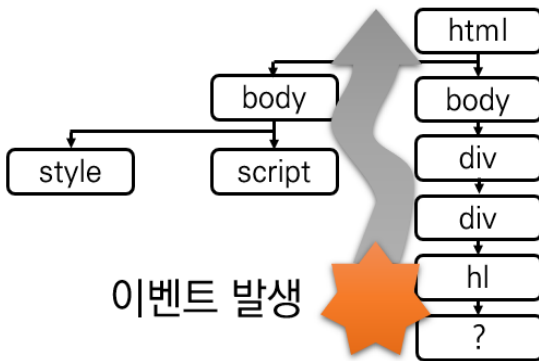 html
body
body
style
script
div
div
hl
이벤트 발생
?